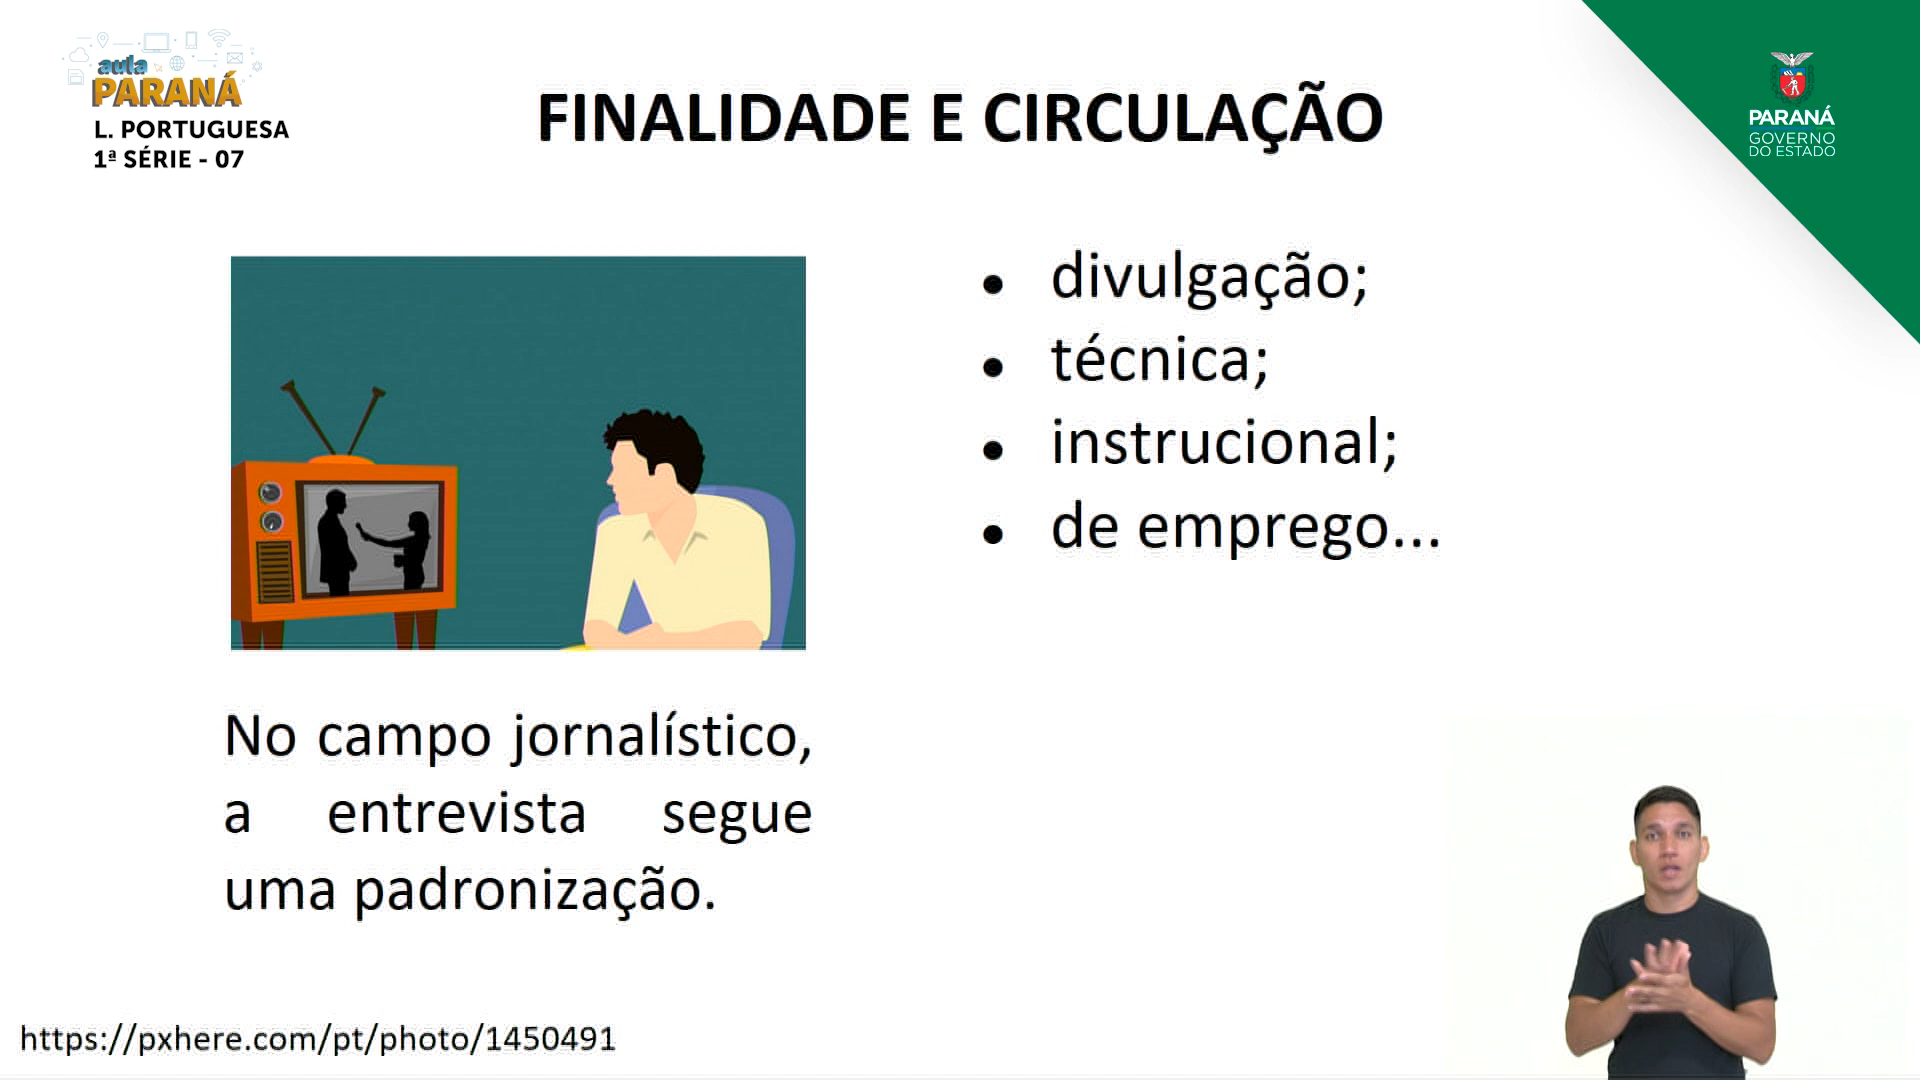 aula
PARANÁ
L. PORTUGUESA
1ª SÉRIE - 07
FINALIDADE E CIRCULAÇÃO
PARANÁ
GOVERNO
DO ESTADO
• divulgação;
• técnica;
• instrucional;
• de emprego...
No campo jornalístico,
a entrevista segue
uma padronização.
https://pxhere.com/pt/photo/1450491